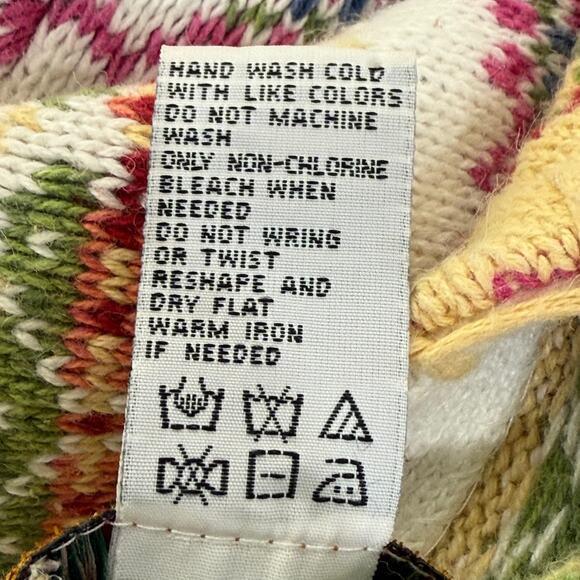 HAND WASH COLD
WITH LIKE COLORS
DO NOT MACHINE
WASH
ONLY NON-CHLORINE
BLEACH WHEN
NEEDED
DO NOT WRING
OR TWIST
RESHAPE AND
DRY FLAT
WARM IRON
IF NEEDED